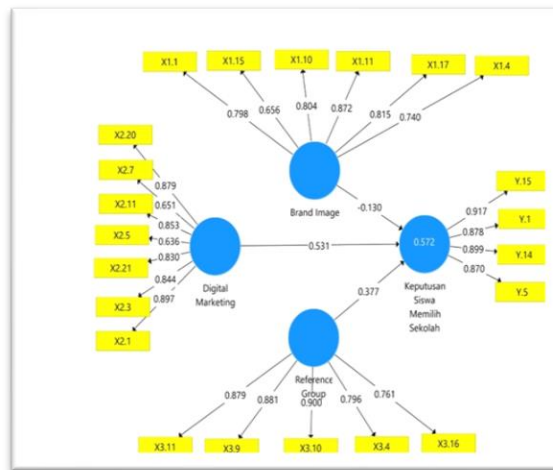 X1.1
X1.15
X1.10
X1.11
X1.17
X1.4
0.798
0.656
0.804
0.872
0.815
0.740
X2.20
X2.7
X2.11
X2.5
X2.21
X2.3
X2.1
0.879
0.651
0.853
0.636
0.830
0.844
0.897
Digital
Marketing
Brand Image
-0.130
0.531
0.377
0.572
Keputusan
Siswa
Memilih
Sekolah
0.917
0.878
0.899
0.870
Y.15
Y.1
Y.14
Y.5
Reference
Group
0.879
0.881
0.900
0.796
0.761
X3.11
X3.9
X3.10
X3.4
X3.16